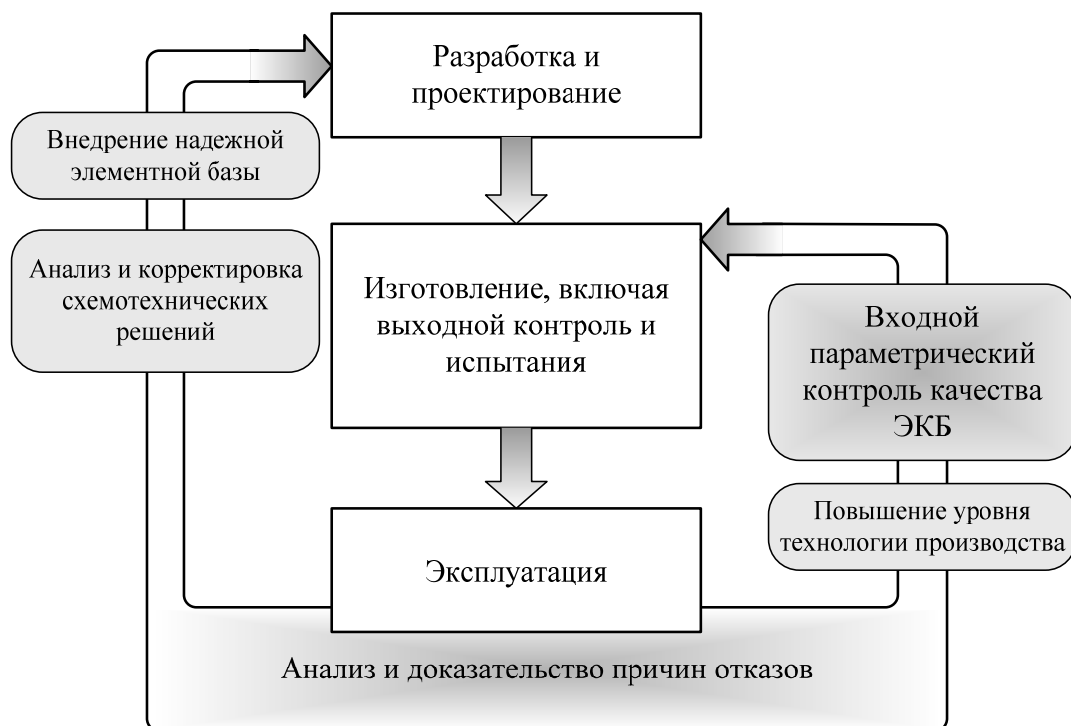 Разработка и
проектирование
Внедрение надежной
элементной базы
Анализ и корректировка
схемотехнических
решений
Изготовление, включая
выходной контроль и
испытания
Входной
параметрический
контроль качества
ЭКБ
Повышение уровня
технологии производства
Эксплуатация
Анализ и доказательство причин отказов